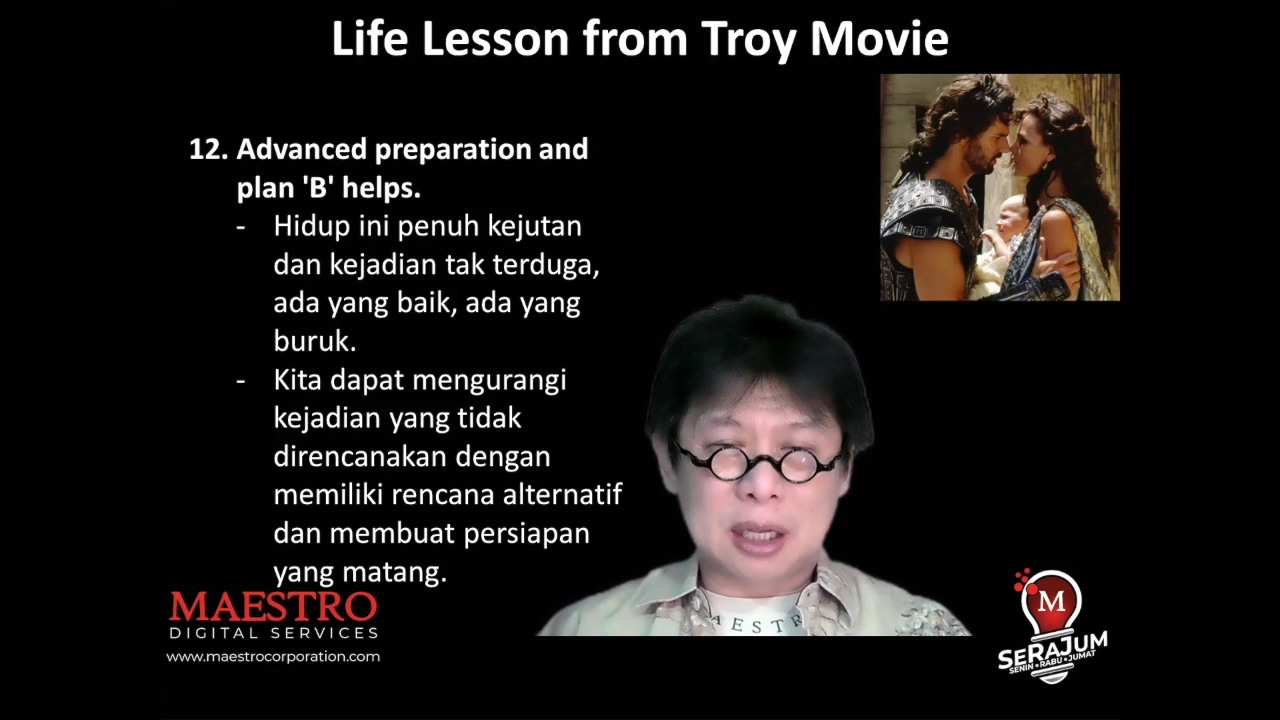 Life Lesson from Troy Movie
12. Advanced preparation and
plan 'B' helps.
- Hidup ini penuh kejutan
dan kejadian tak terduga,
ada yang baik, ada yang
buruk.
- Kita dapat mengurangi
kejadian yang tidak
direncanakan dengan
memiliki rencana alternatif
dan membuat persiapan
yang matang.
MAESTRO
DIGITAL SERVICES
www.maestrocorporation.com
AESTR
M
SERAJUM
SENIN • RABU • JUMAT